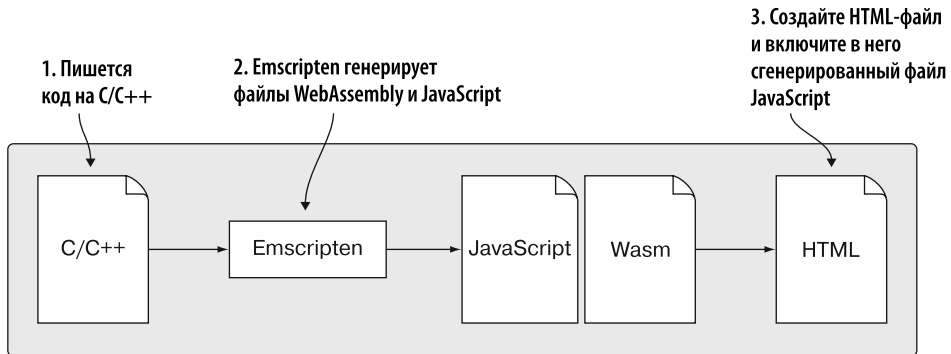 1. Пишется
код на C/C++
2. Emscripten генерирует
файлы WebAssembly и JavaScript
3. Создайте HTML-файл
и включите в него
сгенерированный файл
JavaScript
C/C++
Emscripten
JavaScript
Wasm
HTML